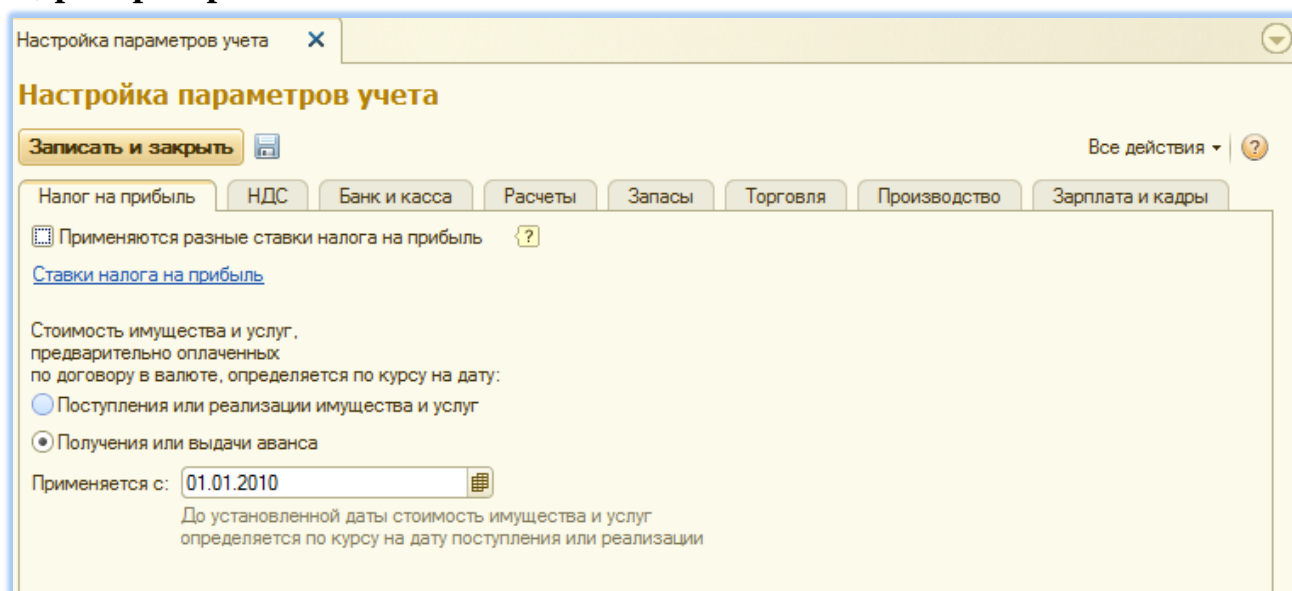 Настройка параметров учета
Настройка параметров учета
Записать и закрыть Все действия
Налог на прибыль НДС Банк и касса Расчеты Запасы Торговля Производство Зарплата и кадры
Применяются разные ставки налога на прибыль ?
Ставки налога на прибыль
Стоимость имущества и услуг,
предварительно оплаченных
по договору в валюте, определяется по курсу на дату:
Поступления или реализации имущества и услуг
Получения или выдачи аванса
Применяется с: 01.01.2010
До установленной даты стоимость имущества и услуг
определяется по курсу на дату поступления или реализации